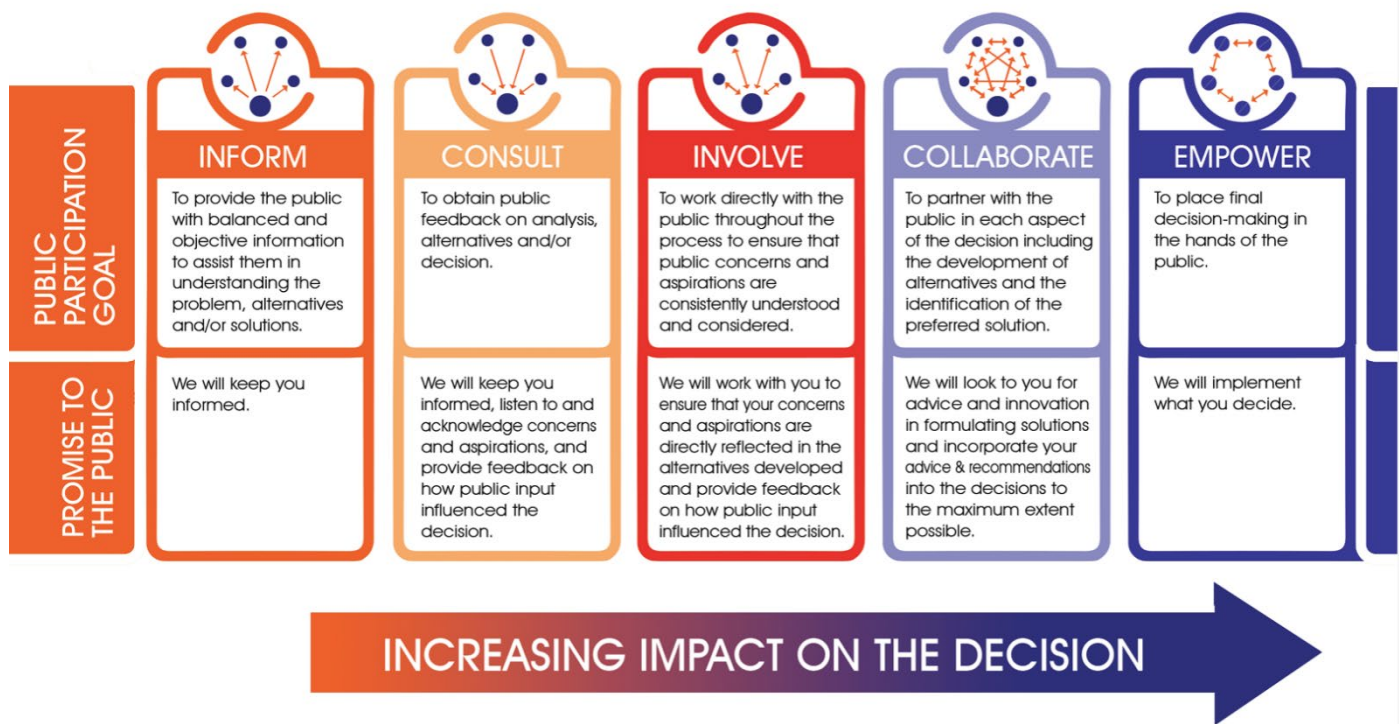 INFORM
CONSULT
INVOLVE
COLLABORATE
EMPOWER
PUBLIC
PARTICIPATION
GOAL
To provide the public
with balanced and
objective information
to assist them in
understanding the
problem, alternatives
and/or solutions.
To obtain public
feedback on analysis,
alternatives and/or
decision.
To work directly with the
public throughout the
process to ensure that
public concerns and
aspirations are
consistently understood
and considered.
To partner with the
public in each aspect
of the decision including
the development of
alternatives and the
identification of the
preferred solution.
To place final
decision-making in
the hands of the
public.
PROMISE TO
THE PUBLIC
We will keep you
informed.
We will keep you
informed, listen to and
acknowledge concerns
and aspirations, and
provide feedback on
how public input
influenced the
decision.
We will work with you to
ensure that your concerns
and aspirations are
directly reflected in the
alternatives developed
and provide feedback
on how public input
influenced the decision.
We will look to you for
advice and innovation
in formulating solutions
and incorporate your
advice & recommendations
into the decisions to
the maximum extent
possible.
We will implement
what you decide.
INCREASING IMPACT ON THE DECISION